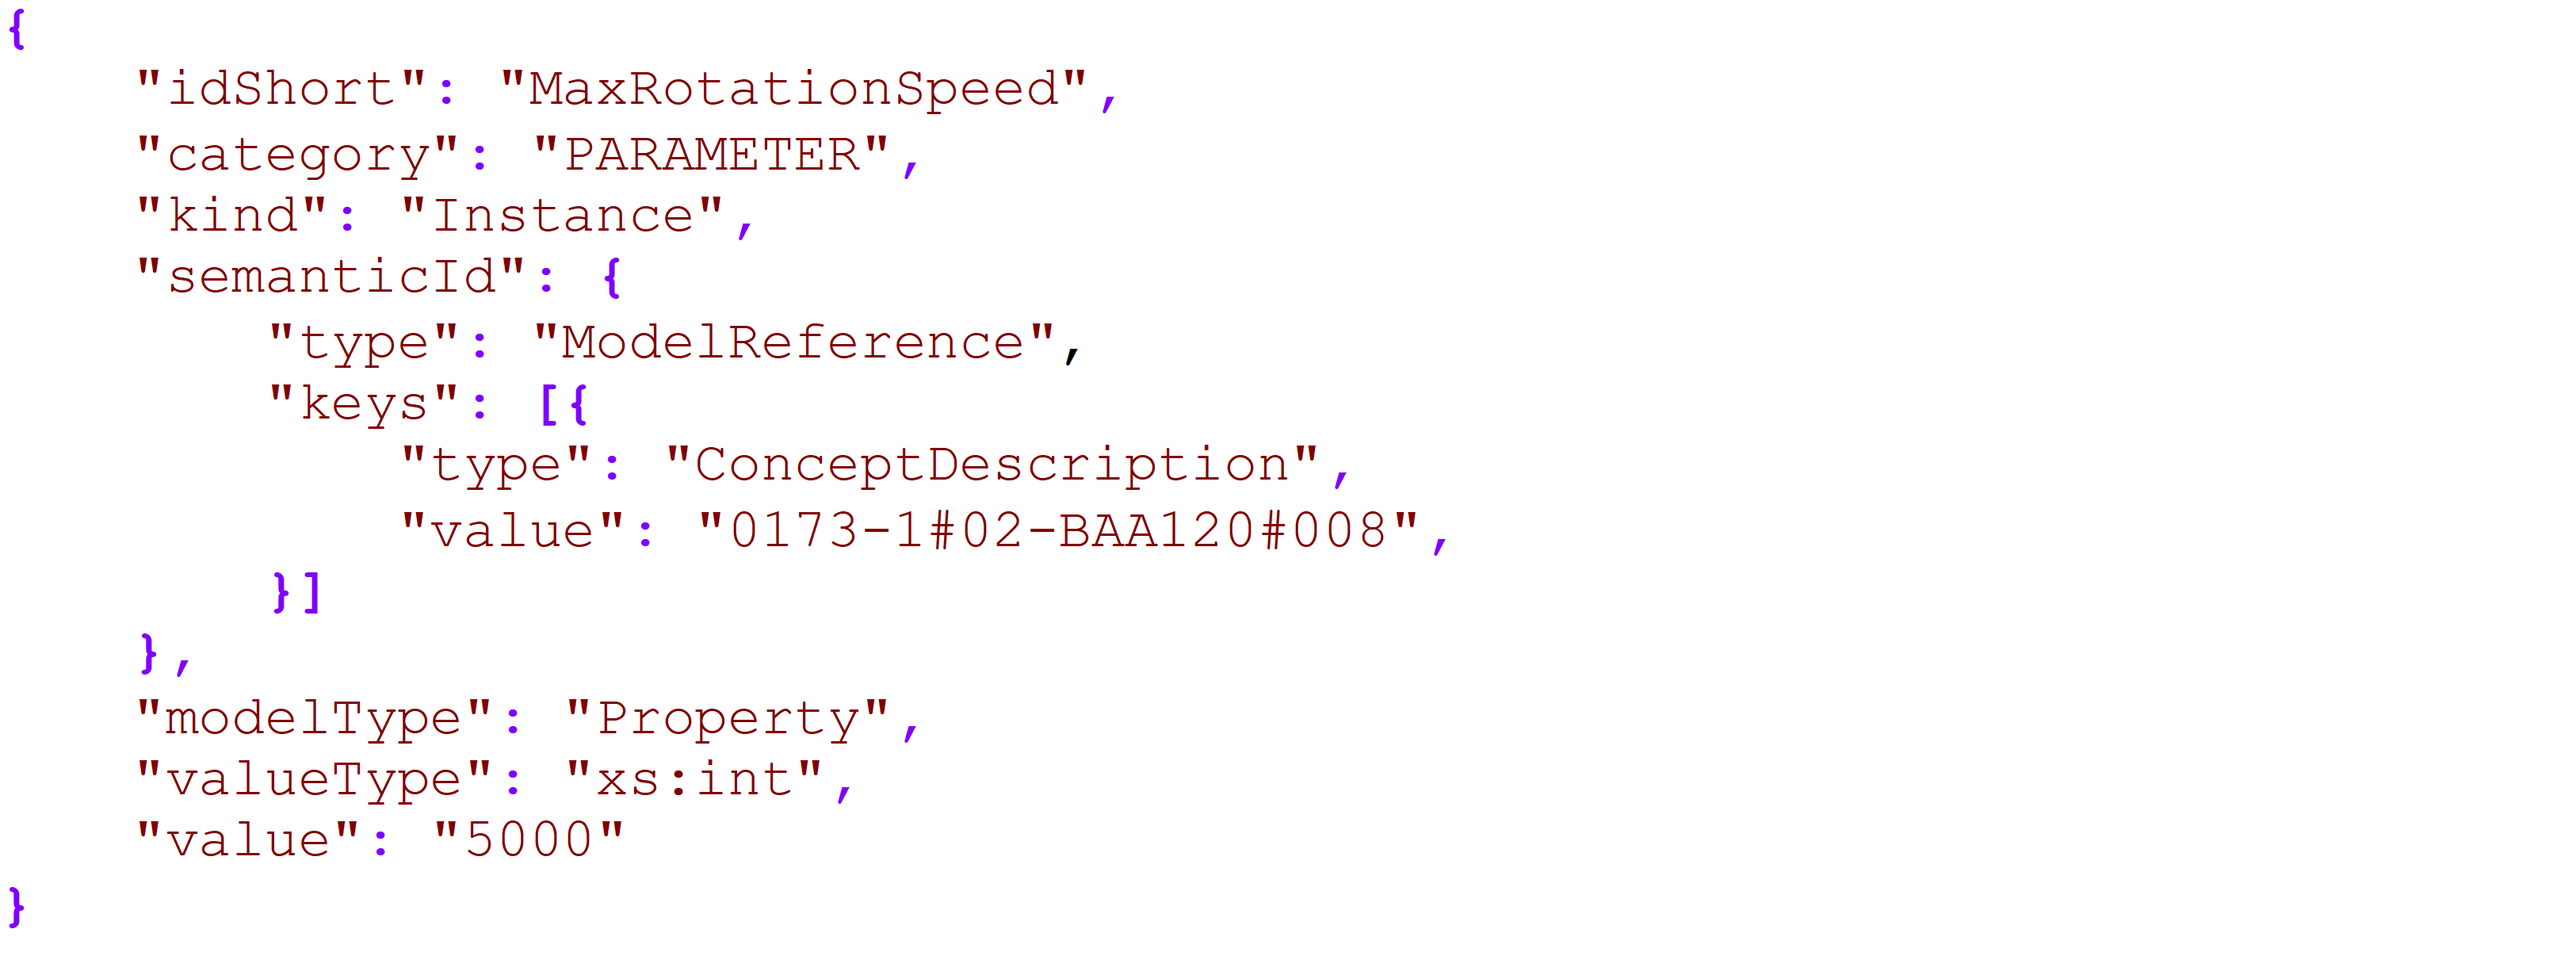 {
    "idShort": "MaxRotationSpeed",
    "category": "PARAMETER",
    "kind": "Instance",
    "semanticId": {
        "type": "ModelReference",
        "keys": [{
            "type": "ConceptDescription",
            "value": "0173-1#02-BAA120#008",
        }]
    },
    "modelType": "Property",
    "valueType": "xs:int",
    "value": "5000"
}